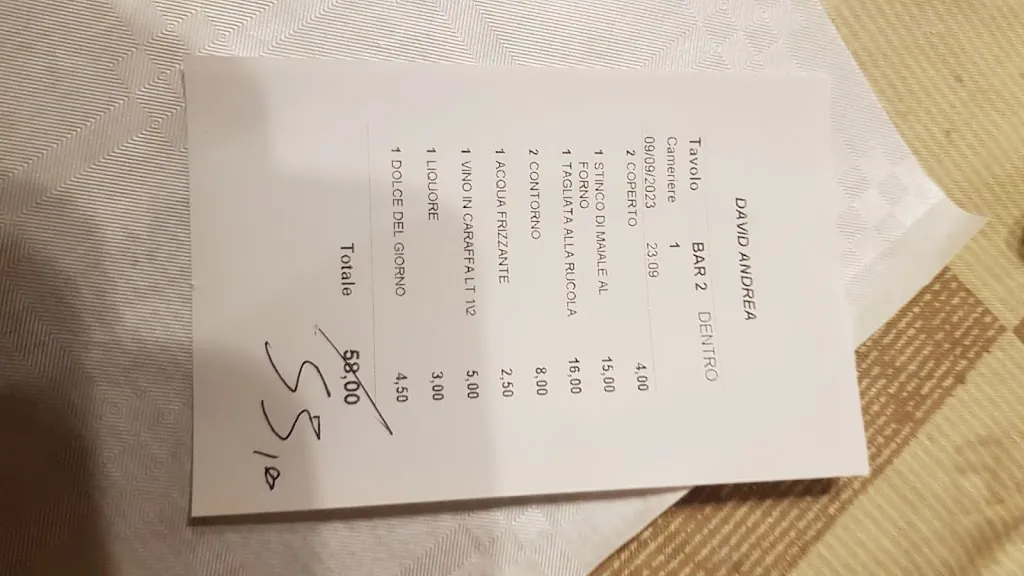 DAVID ANDREA
Tavolo BAR 2 DENTRO
Cameriere 1
09/09/2023 23:09
2 COPERTO 4,00
1 STINCO DI MAIALE AL 15,00
FORNO
1 TAGLIATA ALLA RUCOLA 16,00
2 CONTORNO 8,00
1 ACQUA FRIZZANTE 2,50
1 VINO IN CARAFFA LT 1\2 5,00
1 LIQUORE 3,00
1 DOLCE DEL GIORNO 4,50
Totale 58,00
55,0